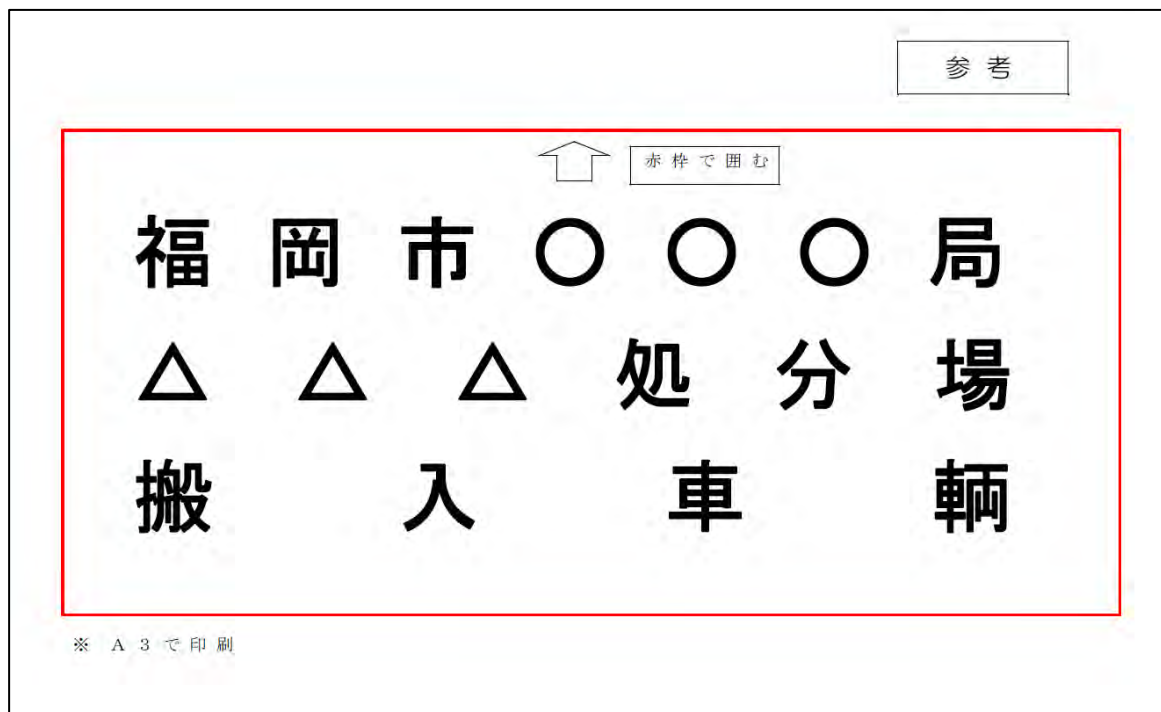 参考
赤枠で囲む
福岡市〇〇〇局
△△△処分場
搬入車輌
※ A3で印刷